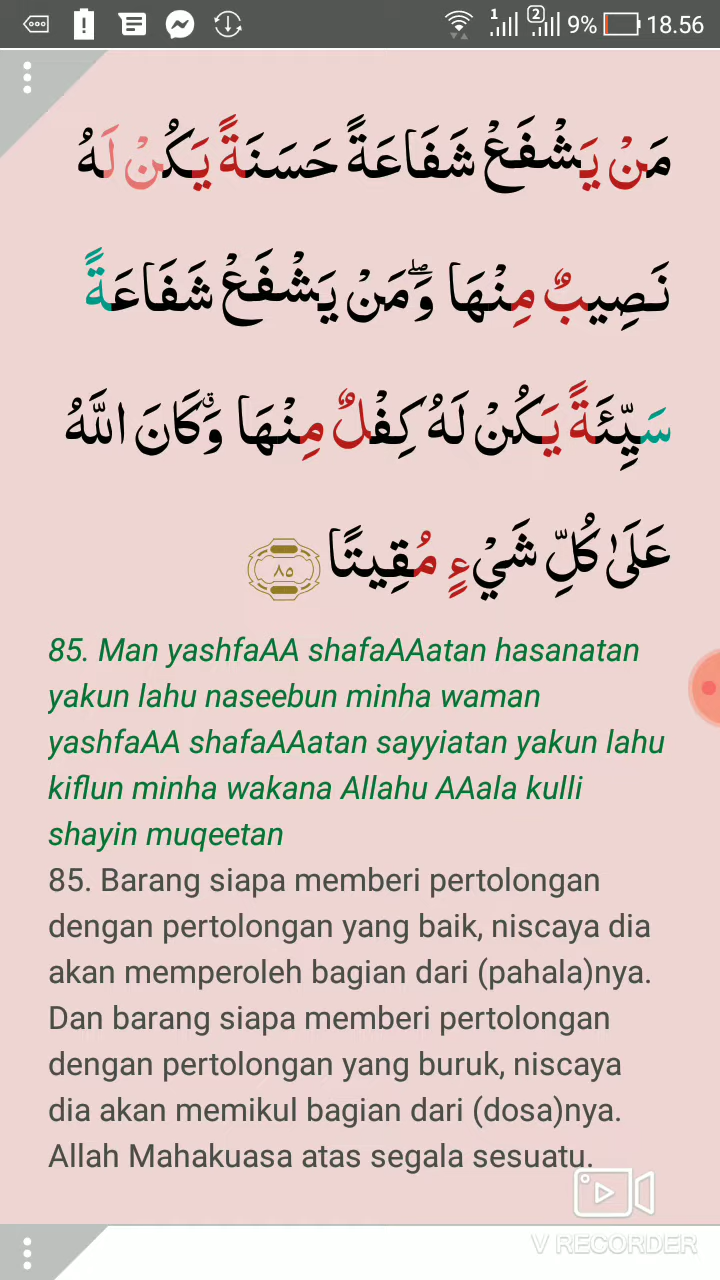 1 2 9% 18.56
مَنْ يَشْفَعْ شَفَاعَةً حَسَنَةً يَكُنْ لَهُ
نَصِيبٌ مِنْهَا ۖ وَمَنْ يَشْفَعْ شَفَاعَةً
سَيِّئَةً يَكُنْ لَهُ كِفْلٌ مِنْهَا ۗ وَكَانَ اللَّهُ
عَلَىٰ كُلِّ شَيْءٍ مُقِيتًا ٨٥
85. Man yashfaAA shafaAAatan hasanatan
yakun lahu naseebun minha waman
yashfaAA shafaAAatan sayyiatan yakun lahu
kiflun minha wakana Allahu AAala kulli
shayin muqeetan
85. Barang siapa memberi pertolongan
dengan pertolongan yang baik, niscaya dia
akan memperoleh bagian dari (pahala)nya.
Dan barang siapa memberi pertolongan
dengan pertolongan yang buruk, niscaya
dia akan memikul bagian dari (dosa)nya.
Allah Mahakuasa atas segala sesuatu.
V RECORDER